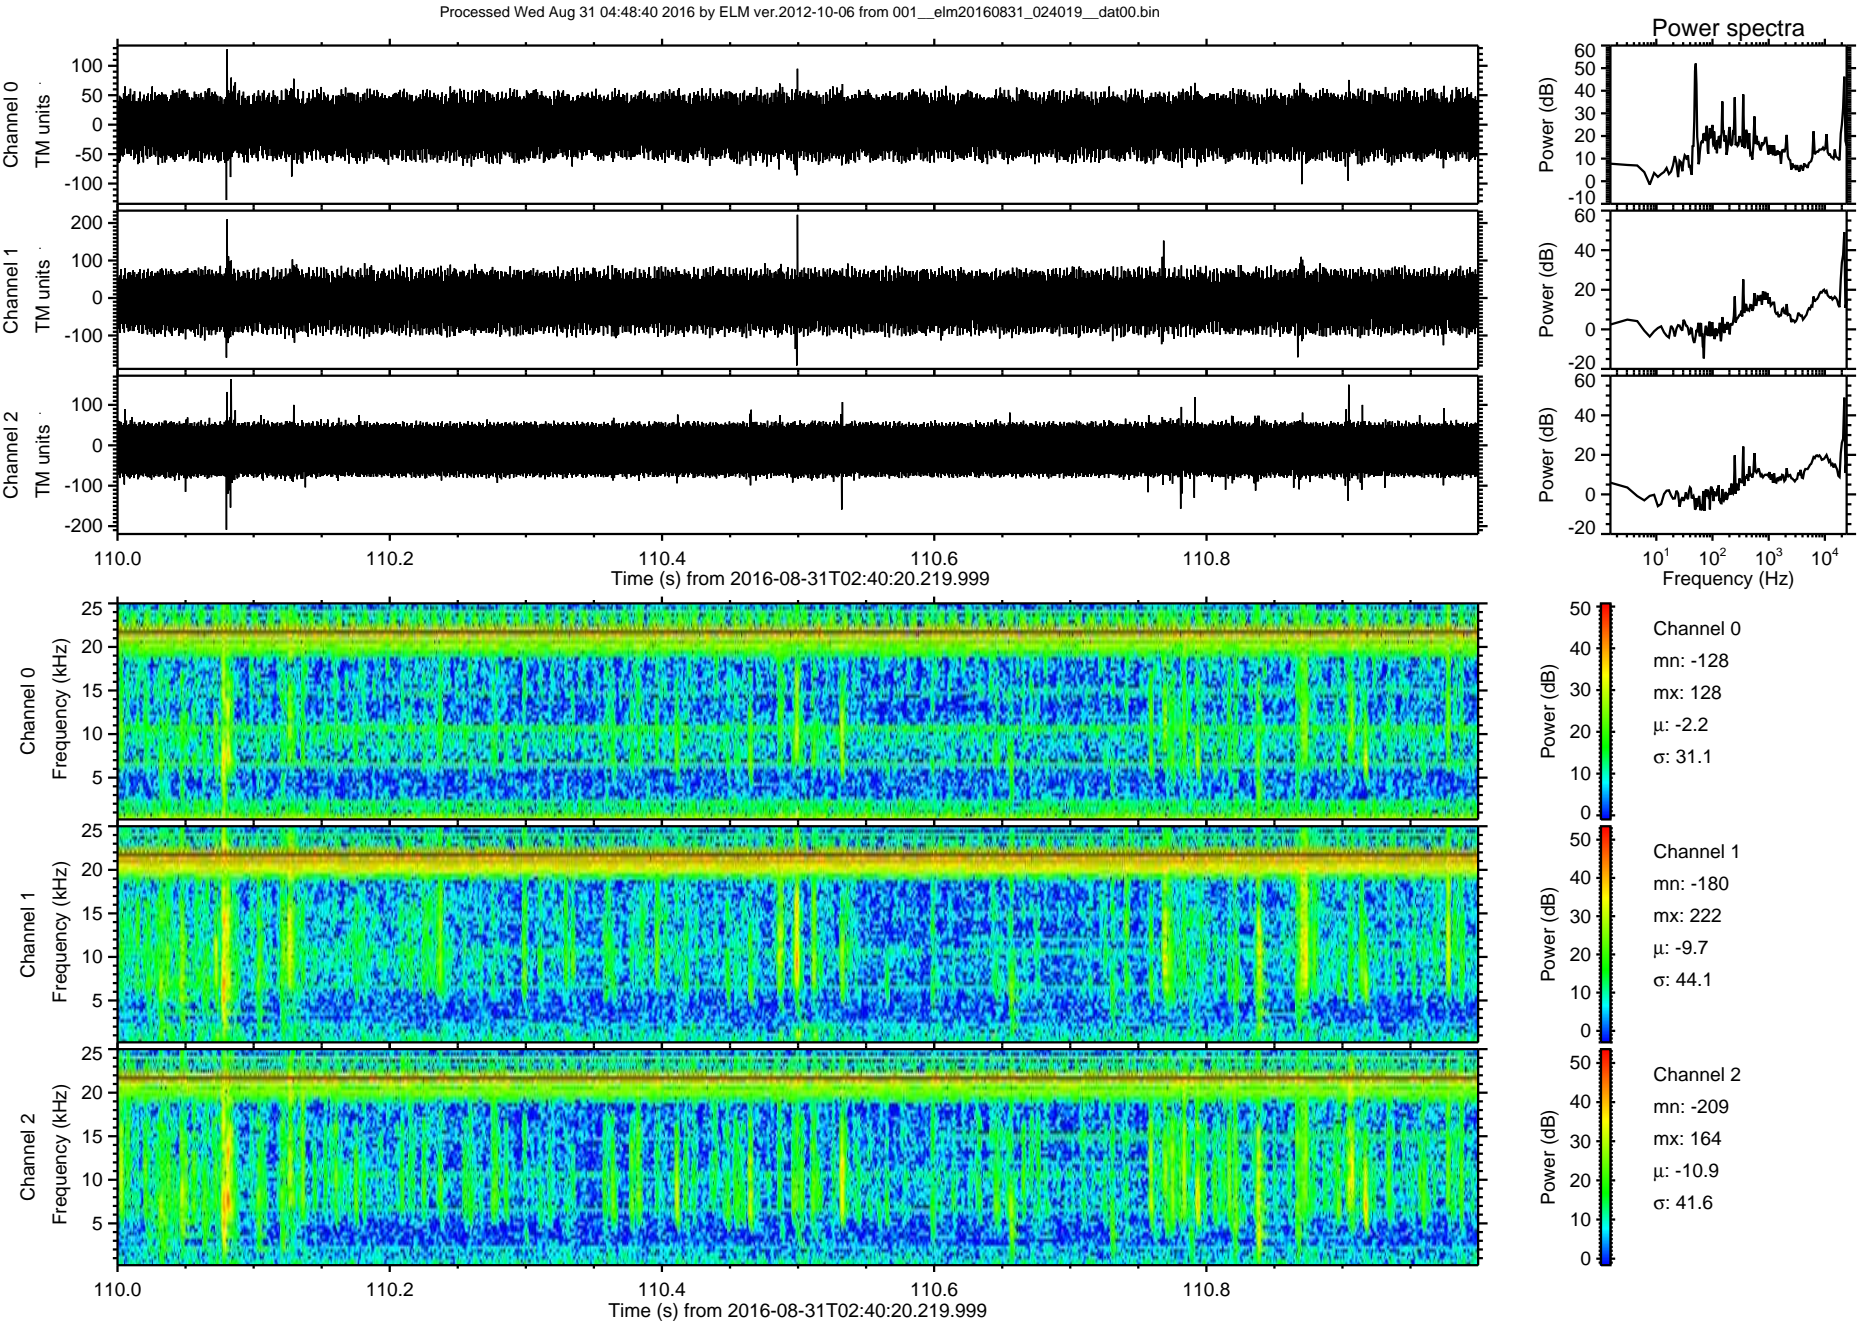 Processed Wed Aug 31 04:48:40 2016 by ELM ver.2012-10-06 from 001__elm20160831_024019__dat00.bin
Power spectra
Channel 0
TM units
100
50
0
-50
-100
Power (dB)
60
50
40
30
20
10
0
-10
Channel 1
TM units
200
100
0
-100
Power (dB)
60
40
20
0
-20
Channel 2
TM units
100
0
-100
-200
Power (dB)
60
40
20
0
-20
110.0 110.2 110.4 110.6 110.8
Time (s) from 2016-08-31T02:40:20.219.999
10¹ 10² 10³ 10⁴
Frequency (Hz)
Channel 0
Frequency (kHz)
25
20
15
10
5
Power (dB)
50
40
30
20
10
0
Channel 0
mn: -128
mx: 128
μ: -2.2
σ: 31.1
Channel 1
Frequency (kHz)
25
20
15
10
5
Power (dB)
50
40
30
20
10
0
Channel 1
mn: -180
mx: 222
μ: -9.7
σ: 44.1
Channel 2
Frequency (kHz)
25
20
15
10
5
Power (dB)
50
40
30
20
10
0
Channel 2
mn: -209
mx: 164
μ: -10.9
σ: 41.6
110.0 110.2 110.4 110.6 110.8
Time (s) from 2016-08-31T02:40:20.219.999